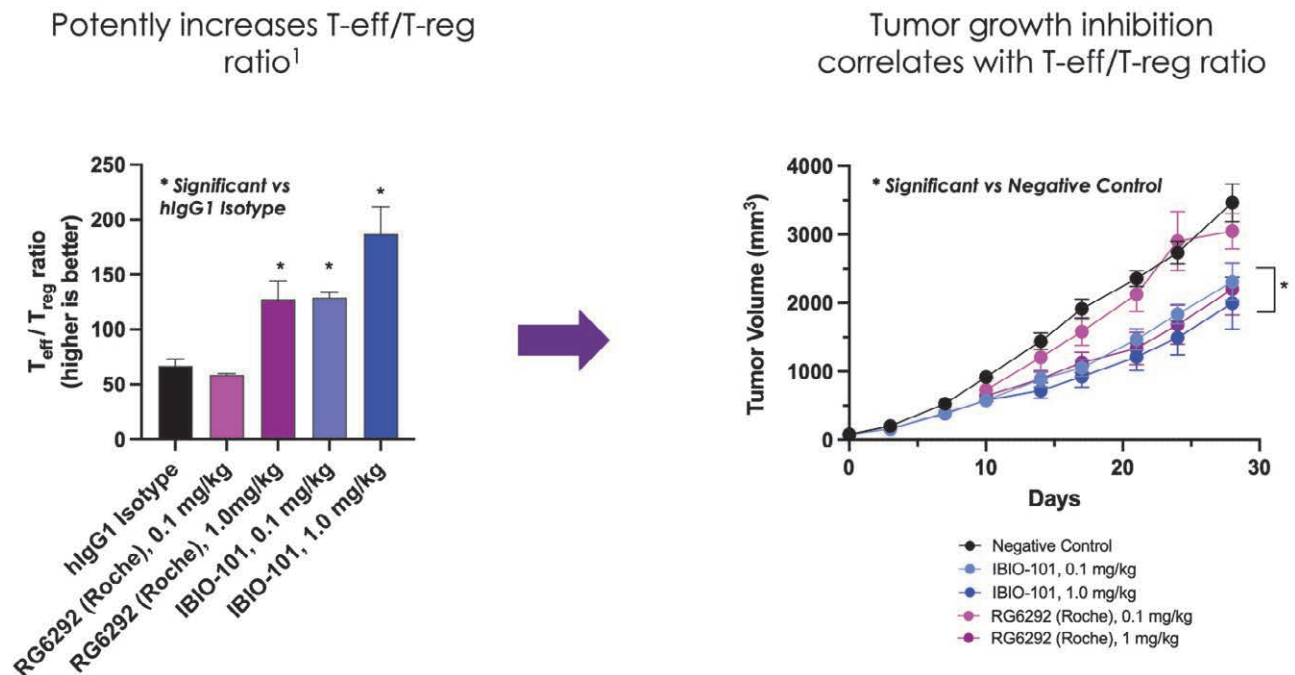 Potently increases T-eff/T-reg
ratio¹
Tumor growth inhibition
correlates with T-eff/T-reg ratio
250
200
150
100
50
0
T_eff / T_reg ratio
(higher is better)
* Significant vs
hIgG1 Isotype
*
*
*
hIgG1 Isotype
RG6292 (Roche), 0.1 mg/kg
RG6292 (Roche), 1.0mg/kg
IBIO-101, 0.1 mg/kg
IBIO-101, 1.0 mg/kg
4000
3000
2000
1000
0
Tumor Volume (mm³)
* Significant vs Negative Control
*
0
10
20
30
Days
Negative Control
IBIO-101, 0.1 mg/kg
IBIO-101, 1.0 mg/kg
RG6292 (Roche), 0.1 mg/kg
RG6292 (Roche), 1 mg/kg